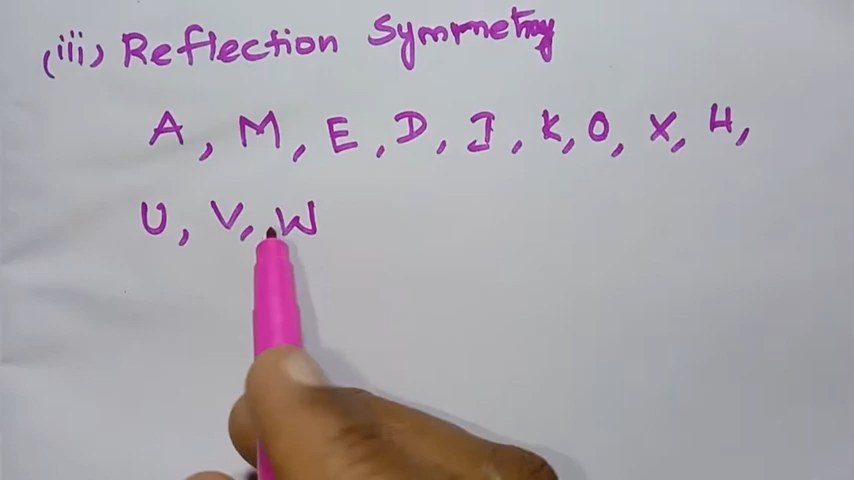 (iii) Reflection Symmetry
A, M, E, D, I, K, O, X, H,
U, V, W